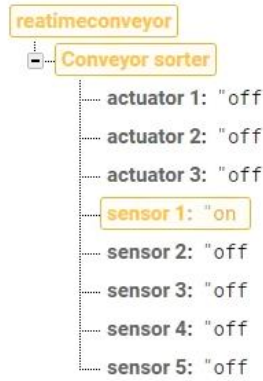 reatimeconveyor
Conveyor sorter
actuator 1: "off
actuator 2: "off
actuator 3: "off
sensor 1: "on
sensor 2: "off
sensor 3: "off
sensor 4: "off
sensor 5: "off